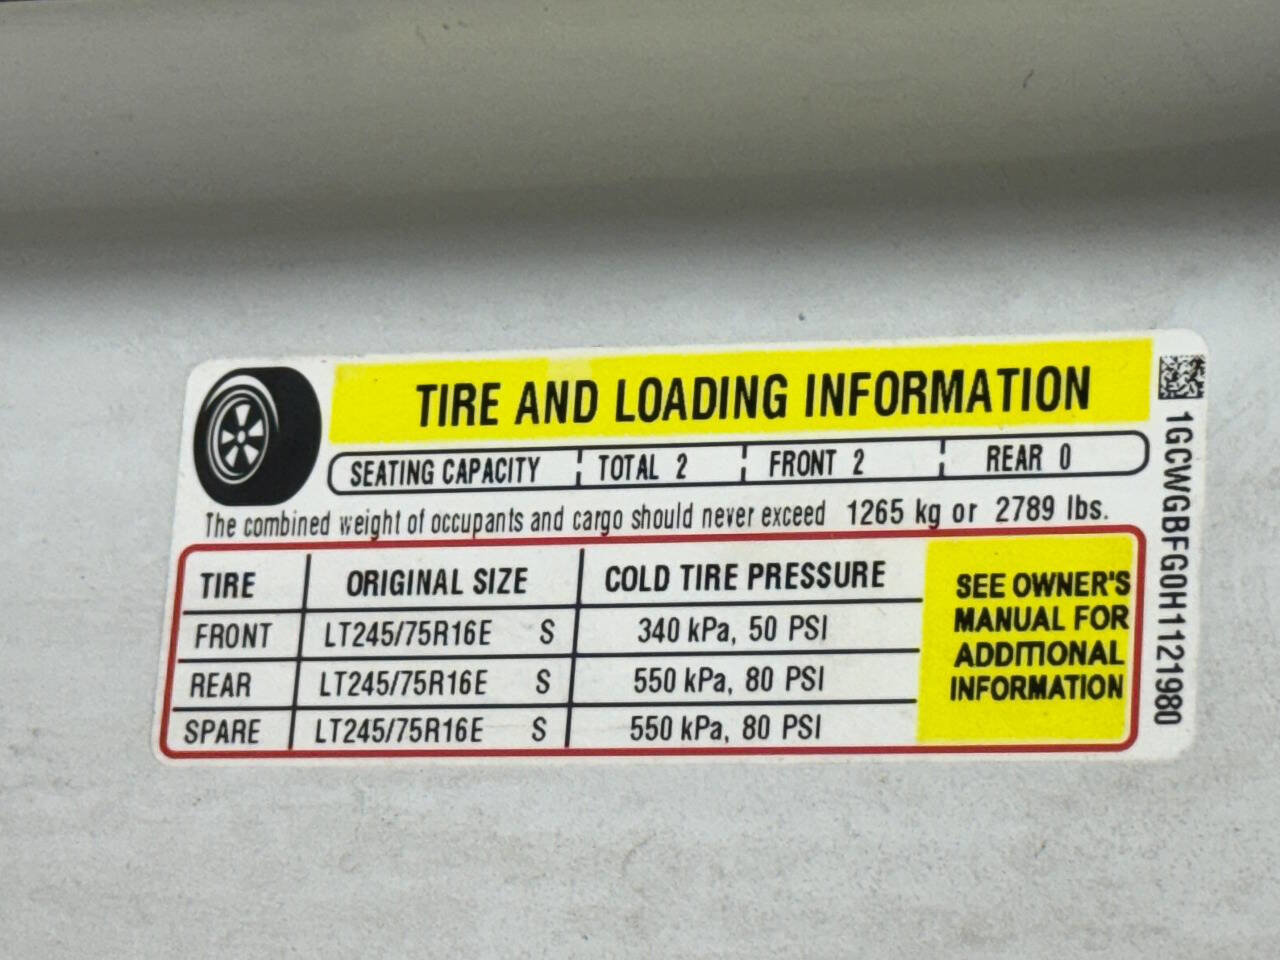 TIRE AND LOADING INFORMATION
SEATING CAPACITY TOTAL 2 FRONT 2 REAR 0
The combined weight of occupants and cargo should never exceed 1265 kg or 2789 lbs.
TIRE ORIGINAL SIZE COLD TIRE PRESSURE
FRONT LT245/75R16E S 340 kPa, 50 PSI
REAR LT245/75R16E S 550 kPa, 80 PSI
SPARE LT245/75R16E S 550 kPa, 80 PSI
SEE OWNER'S
MANUAL FOR
ADDITIONAL
INFORMATION
1GCWGBFG0H1121980